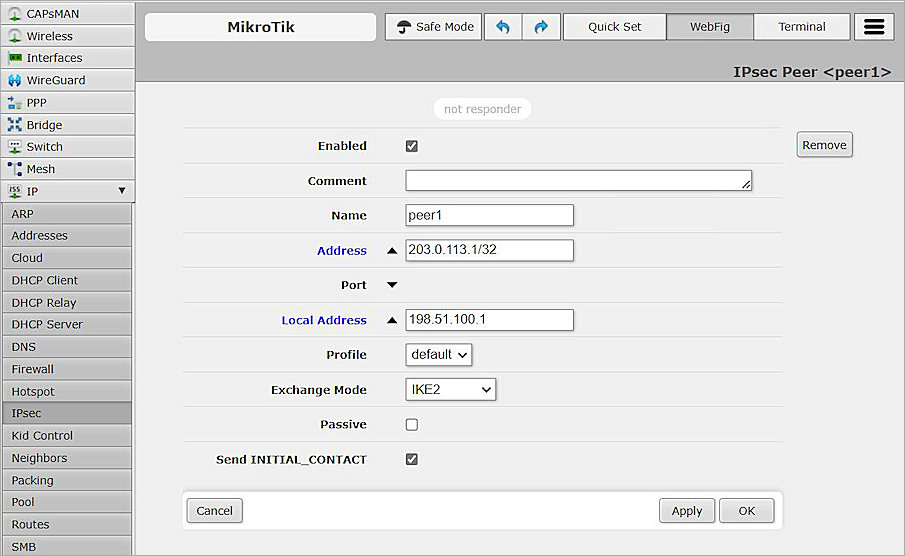 CAPsMAN
Wireless
Interfaces
WireGuard
PPP
Bridge
Switch
Mesh
IP
ARP
Addresses
Cloud
DHCP Client
DHCP Relay
DHCP Server
DNS
Firewall
Hotspot
IPsec
Kid Control
Neighbors
Packing
Pool
Routes
SMB
MikroTik
Safe Mode
Quick Set
WebFig
Terminal
IPsec Peer <peer1>
not responder
Enabled
Remove
Comment
Name peer1
Address 203.0.113.1/32
Port
Local Address 198.51.100.1
Profile default
Exchange Mode IKE2
Passive
Send INITIAL_CONTACT
Cancel Apply OK